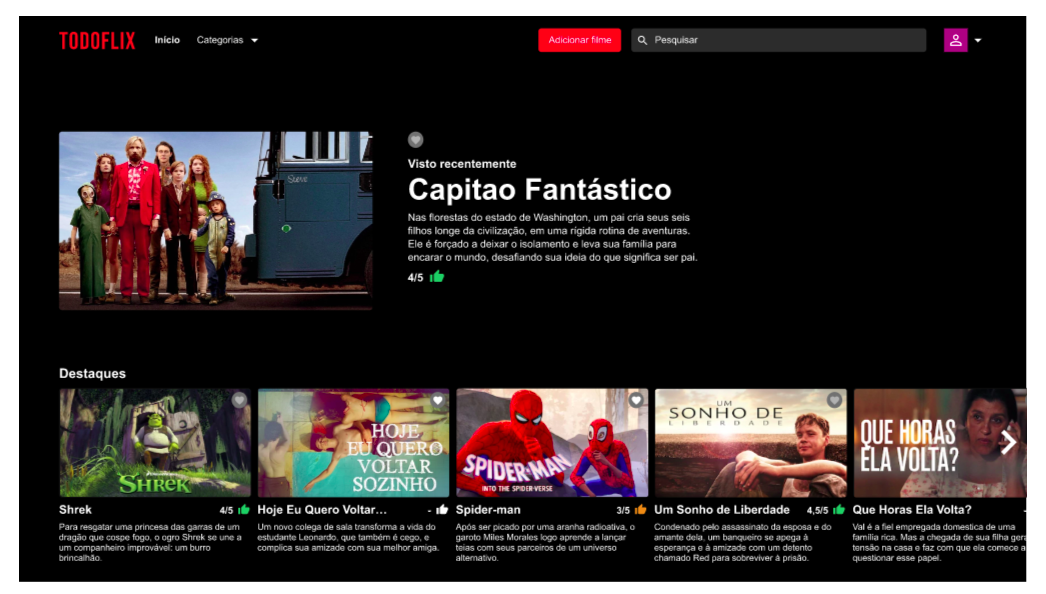 TODOFLIX Início Categorias Adicionar filme Pesquisar
Visto recentemente
Capitao Fantástico
Nas florestas do estado de Washington, um pai cria seus seis
filhos longe da civilização, em uma rígida rotina de aventuras.
Ele é forçado a deixar o isolamento e leva sua família para
encarar o mundo, desafiando sua ideia do que significa ser pai.
4/5
Destaques
SHREK
HOJE
EU QUERO
VOLTAR
SOZINHO
SPIDER-MAN
INTO THE SPIDER-VERSE
UM
SONHO DE
LIBERDADE
QUE HORAS
ELA VOLTA?
Shrek 4/5
Para resgatar uma princesa das garras de um
dragão que cospe fogo, o ogro Shrek se une a
um companheiro improvável: um burro
brincalhão.
Hoje Eu Quero Voltar... -
Um novo colega de sala transforma a vida do
estudante Leonardo, que também é cego, e
complica sua amizade com sua melhor amiga.
Spider-man 3/5
Após ser picado por uma aranha radioativa, o
garoto Miles Morales logo aprende a lançar
teias com seus parceiros de um universo
alternativo.
Um Sonho de Liberdade 4,5/5
Condenado pelo assassinato da esposa e do
amante dela, um banqueiro se apega à
esperança e à amizade com um detento
chamado Red para sobreviver à prisão.
Que Horas Ela Volta? -
Val é a fiel empregada domestica de uma
família rica. Mas a chegada de sua filha gera
tensão na casa e faz com que ela comece a
questionar esse papel.